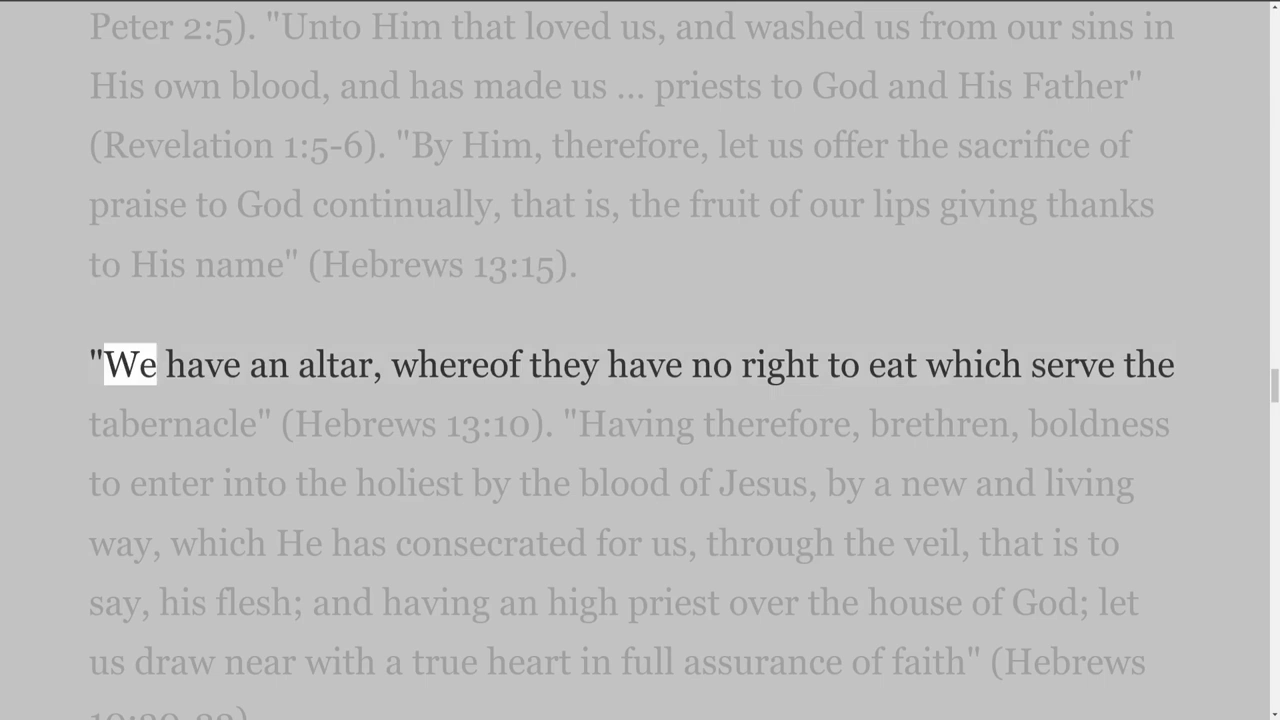 Peter 2:5). "Unto Him that loved us, and washed us from our sins in
His own blood, and has made us ... priests to God and His Father"
(Revelation 1:5-6). "By Him, therefore, let us offer the sacrifice of
praise to God continually, that is, the fruit of our lips giving thanks
to His name" (Hebrews 13:15).
"We have an altar, whereof they have no right to eat which serve the
tabernacle" (Hebrews 13:10). "Having therefore, brethren, boldness
to enter into the holiest by the blood of Jesus, by a new and living
way, which He has consecrated for us, through the veil, that is to
say, his flesh; and having an high priest over the house of God; let
us draw near with a true heart in full assurance of faith" (Hebrews